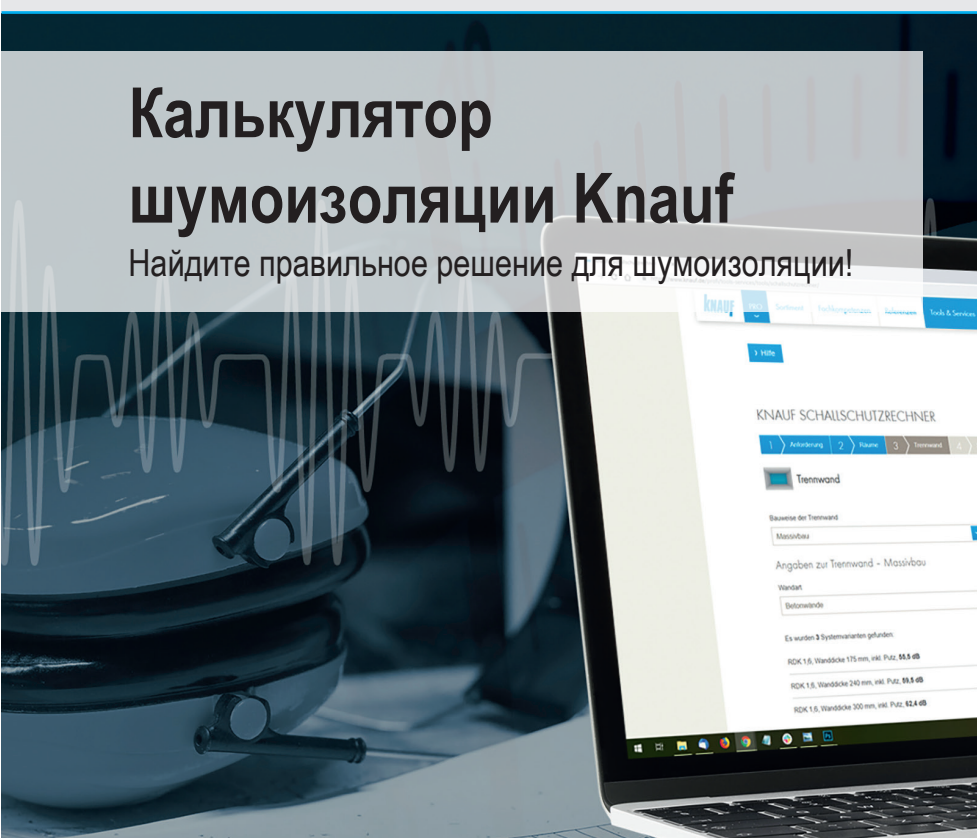 Калькулятор
шумоизоляции Knauf
Найдите правильное решение для шумоизоляции!
KNAUF
Tools & Services
Hilfe
KNAUF SCHALLSCHUTZRECHNER
1 Anforderung 2 Räume 3 Trennwand 4
Trennwand
Bauweise der Trennwand
Massivbau
Angaben zur Trennwand – Massivbau
Wandart
Betonwände
Es wurden 3 Systemvarianten gefunden:
RDK 1,6, Wanddicke 175 mm, inkl. Putz, 55,5 dB
RDK 1,6, Wanddicke 240 mm, inkl. Putz, 59,5 dB
RDK 1,6, Wanddicke 300 mm, inkl. Putz, 62,4 dB